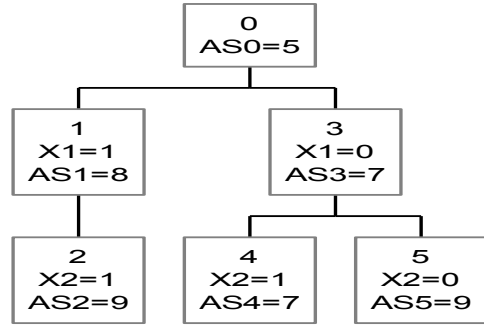 0
AS0=5
1
X1=1
AS1=8
3
X1=0
AS3=7
2
X2=1
AS2=9
4
X2=1
AS4=7
5
X2=0
AS5=9